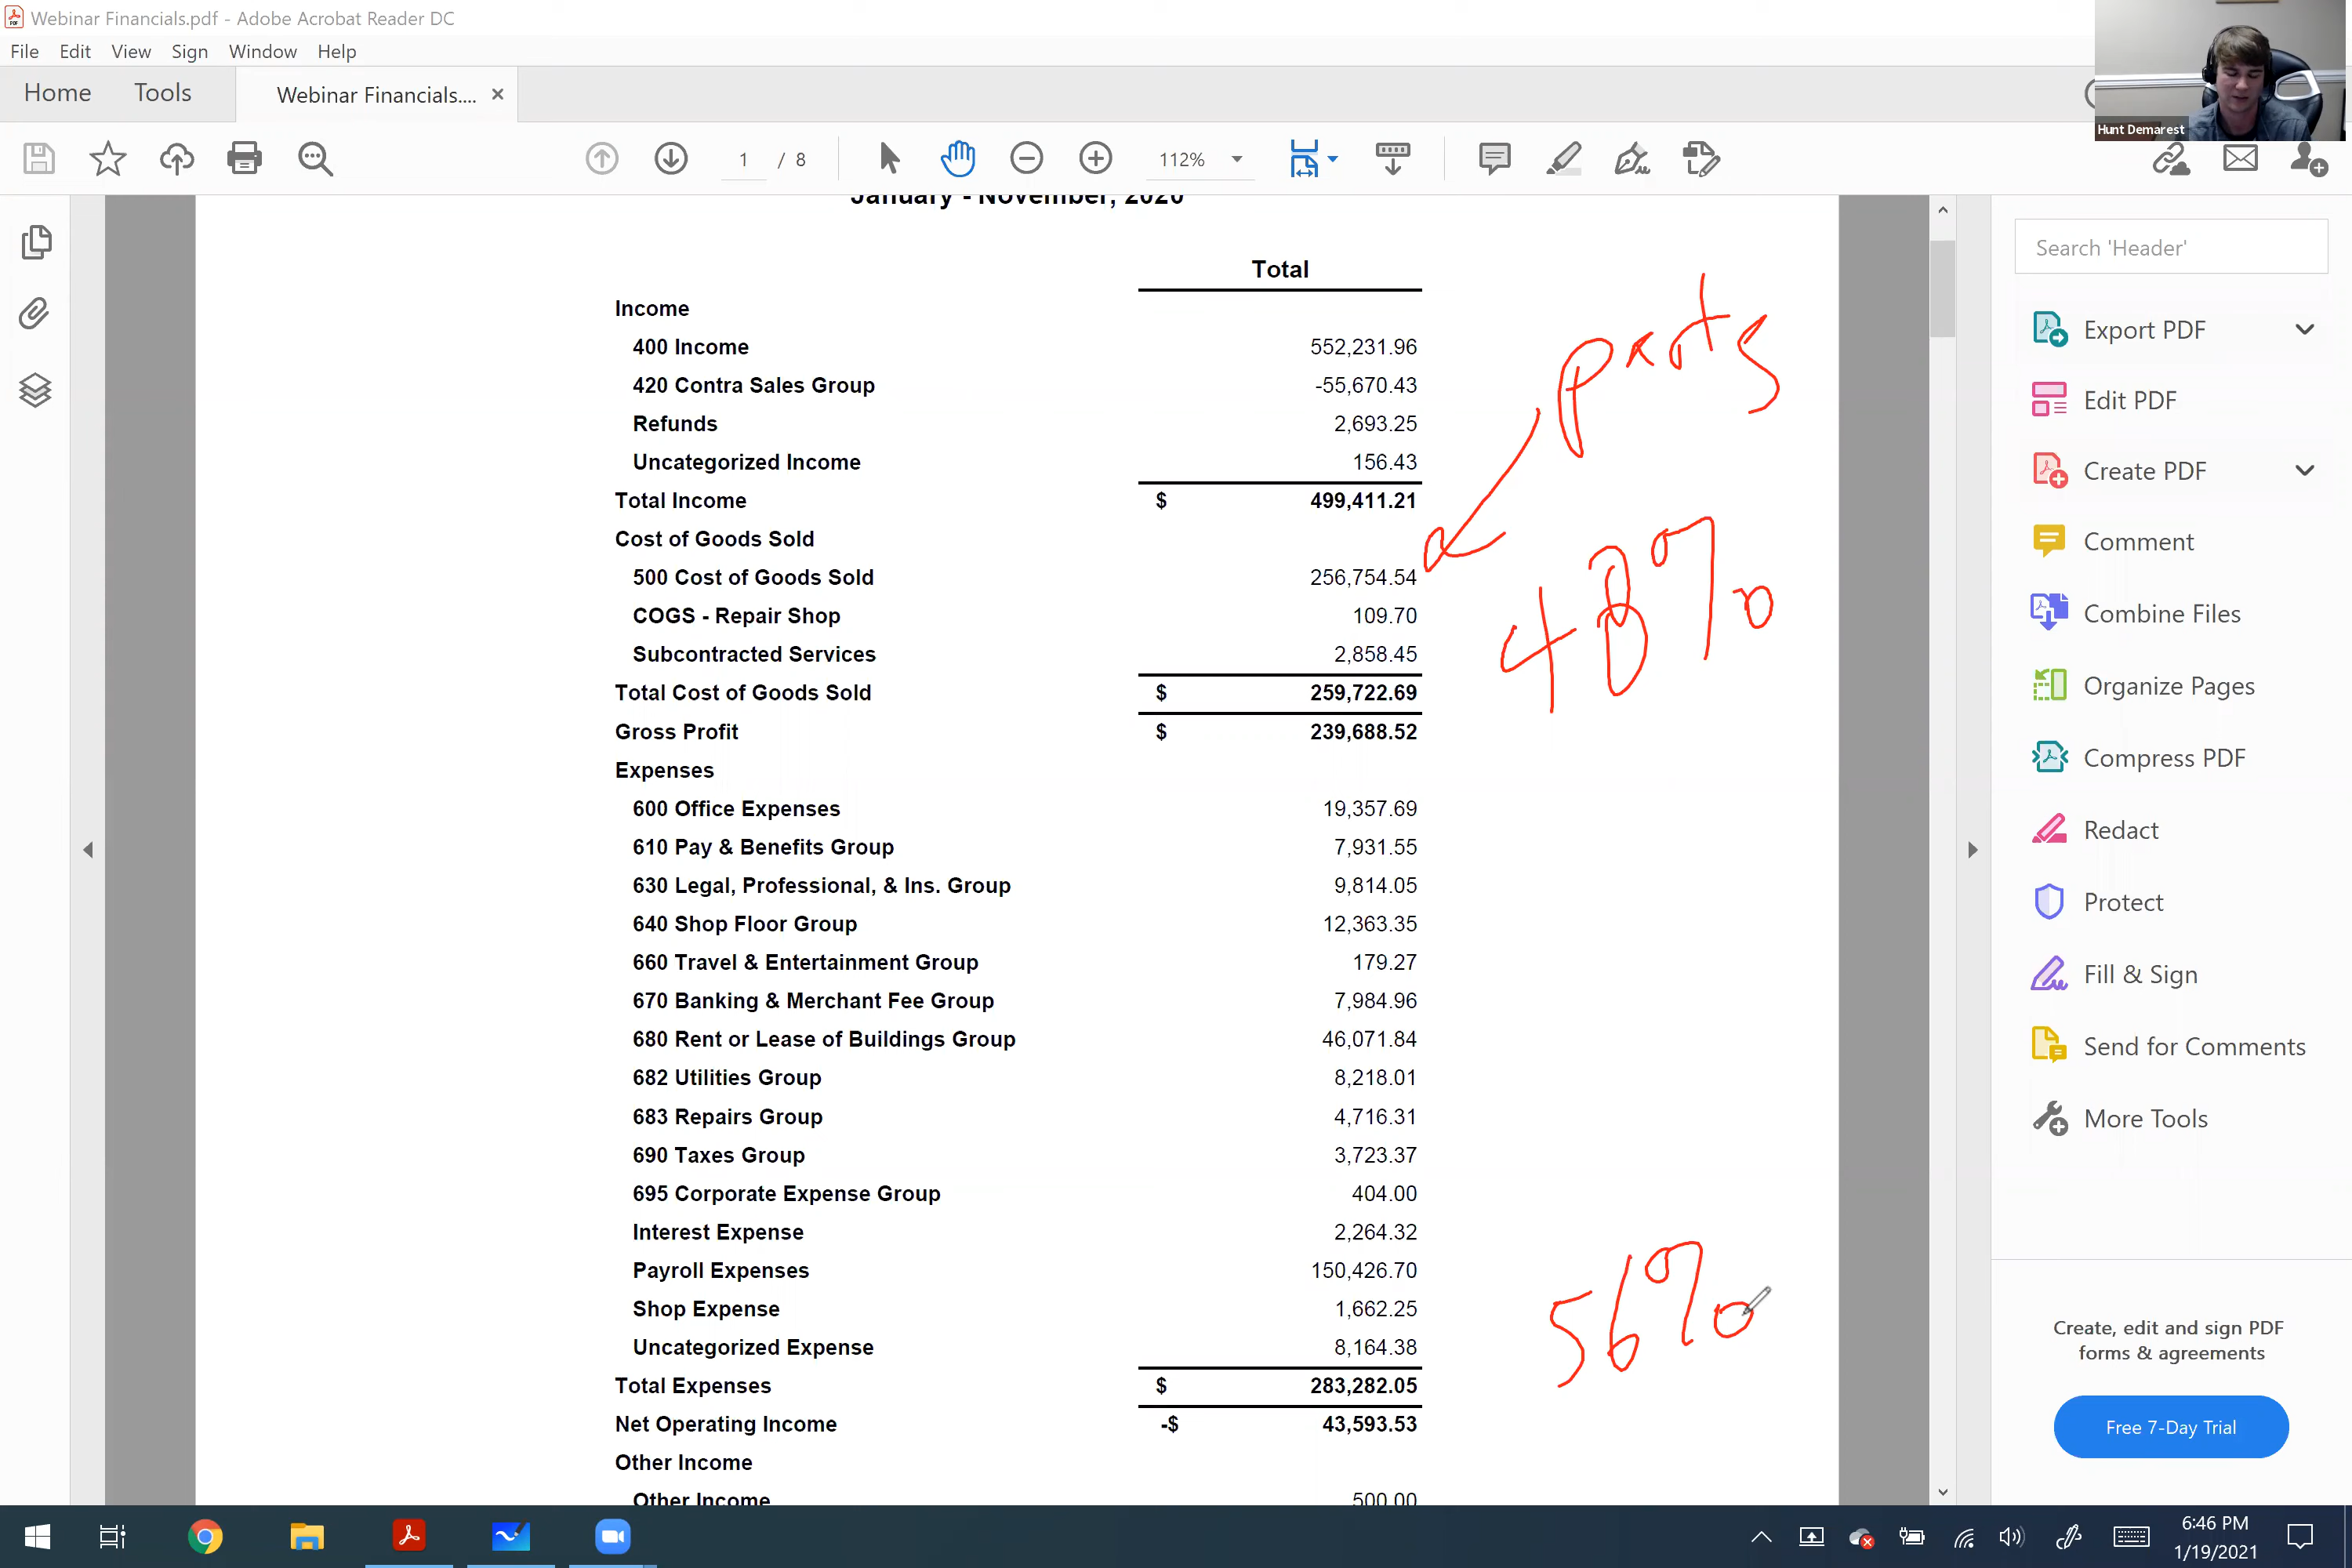 Webinar Financials.pdf - Adobe Acrobat Reader DC
File Edit View Sign Window Help
Hunt Demarest
Home Tools Webinar Financials.... ×
1 / 8 112%
January - November, 2020
Total
Income
400 Income 552,231.96
420 Contra Sales Group -55,670.43
Refunds 2,693.25
Uncategorized Income 156.43
Total Income $ 499,411.21
Cost of Goods Sold
500 Cost of Goods Sold 256,754.54
COGS - Repair Shop 109.70
Subcontracted Services 2,858.45
Total Cost of Goods Sold $ 259,722.69
Gross Profit $ 239,688.52
Expenses
600 Office Expenses 19,357.69
610 Pay & Benefits Group 7,931.55
630 Legal, Professional, & Ins. Group 9,814.05
640 Shop Floor Group 12,363.35
660 Travel & Entertainment Group 179.27
670 Banking & Merchant Fee Group 7,984.96
680 Rent or Lease of Buildings Group 46,071.84
682 Utilities Group 8,218.01
683 Repairs Group 4,716.31
690 Taxes Group 3,723.37
695 Corporate Expense Group 404.00
Interest Expense 2,264.32
Payroll Expenses 150,426.70
Shop Expense 1,662.25
Uncategorized Expense 8,164.38
Total Expenses $ 283,282.05
Net Operating Income -$ 43,593.53
Other Income
Other Income 500.00
parts
48%
56%
Search 'Header'
Export PDF
Edit PDF
Create PDF
Comment
Combine Files
Organize Pages
Compress PDF
Redact
Protect
Fill & Sign
Send for Comments
More Tools
Create, edit and sign PDF
forms & agreements
Free 7-Day Trial
6:46 PM
1/19/2021